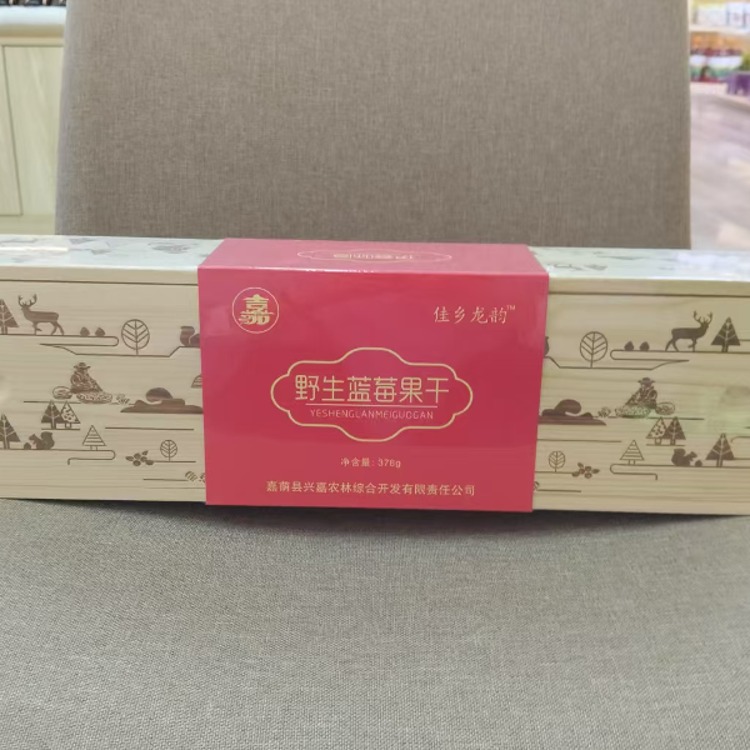 嘉
佳乡龙韵™
野生蓝莓果干
YESHENGLANMEIGUOGAN
净含量: 378g
嘉荫县兴嘉农林综合开发有限责任公司